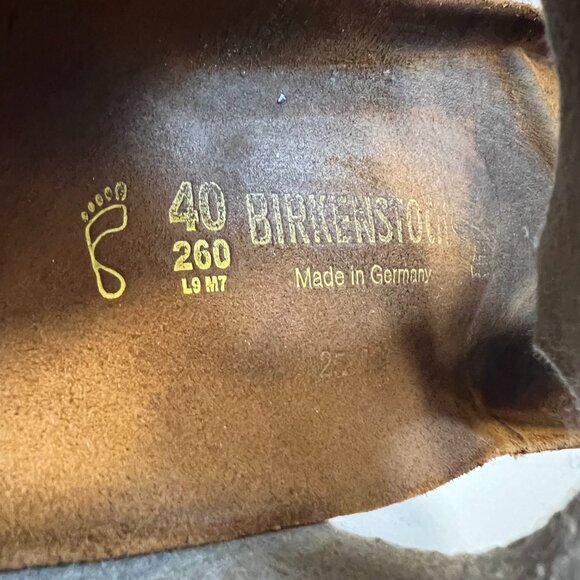 40 BIRKENSTOCK
260
Made in Germany
L9 M7